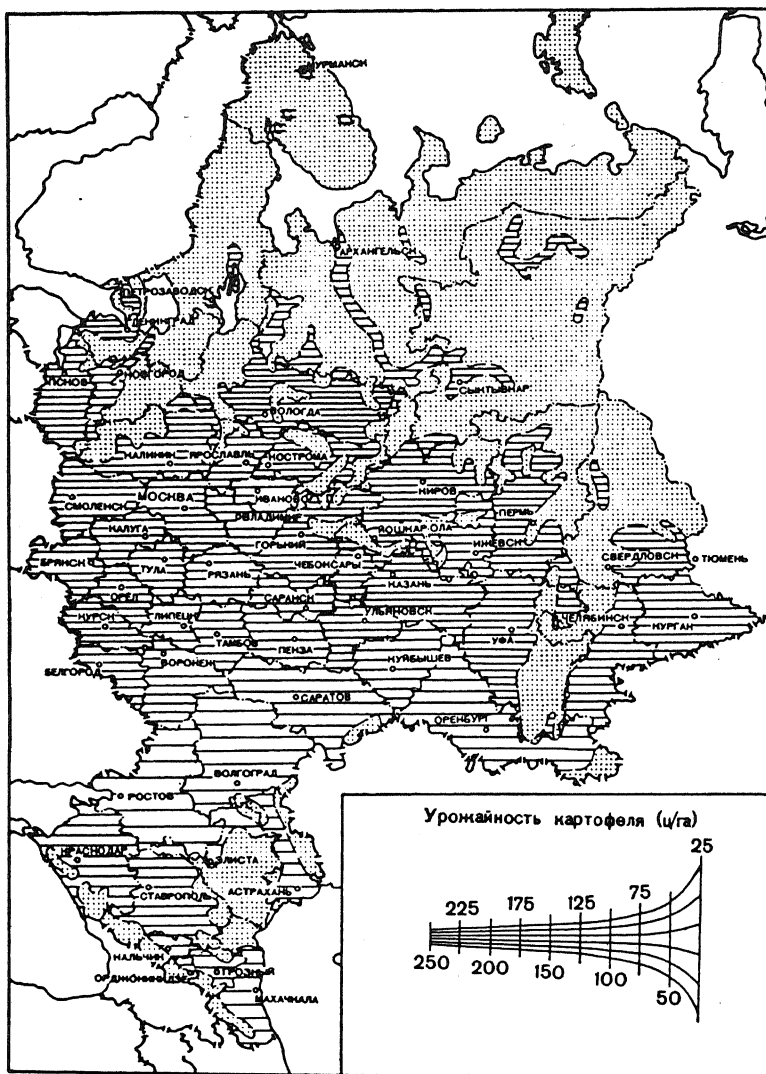 МУРМАНСК
АРХАНГЕЛЬСК
ПЕТРОЗАВОДСК
ЛЕНИНГРАД
ПСКОВ
НОВГОРОД
СЫКТЫВКАР
ВОЛОГДА
КАЛИНИН ЯРОСЛАВЛЬ КОСТРОМА
КИРОВ
МОСКВА ИВАНОВО
СМОЛЕНСК
ВЛАДИМИР
ПЕРМЬ
КАЛУГА
ЙОШКАР ОЛА
ГОРЬКИЙ
ИЖЕВСК
БРЯНСК
ТУЛА
РЯЗАНЬ
ЧЕБОКСАРЫ
СВЕРДЛОВСК
ТЮМЕНЬ
КАЗАНЬ
ОРЕЛ
САРАНСК
КУРСК
ЛИПЕЦК
УЛЬЯНОВСК
ЧЕЛЯБИНСК
КУРГАН
ТАМБОВ
ПЕНЗА
УФА
БЕЛГОРОД
ВОРОНЕЖ
КУЙБЫШЕВ
САРАТОВ
ОРЕНБУРГ
ВОЛГОГРАД
РОСТОВ
КРАСНОДАР
ЭЛИСТА
СТАВРОПОЛЬ
АСТРАХАНЬ
НАЛЬЧИК
ОРДЖОНИКИДЗЕ
ГРОЗНЫЙ
МАХАЧКАЛА
Урожайность картофеля (ц/га)
25
225 175 125 75
250 200 150 100 50